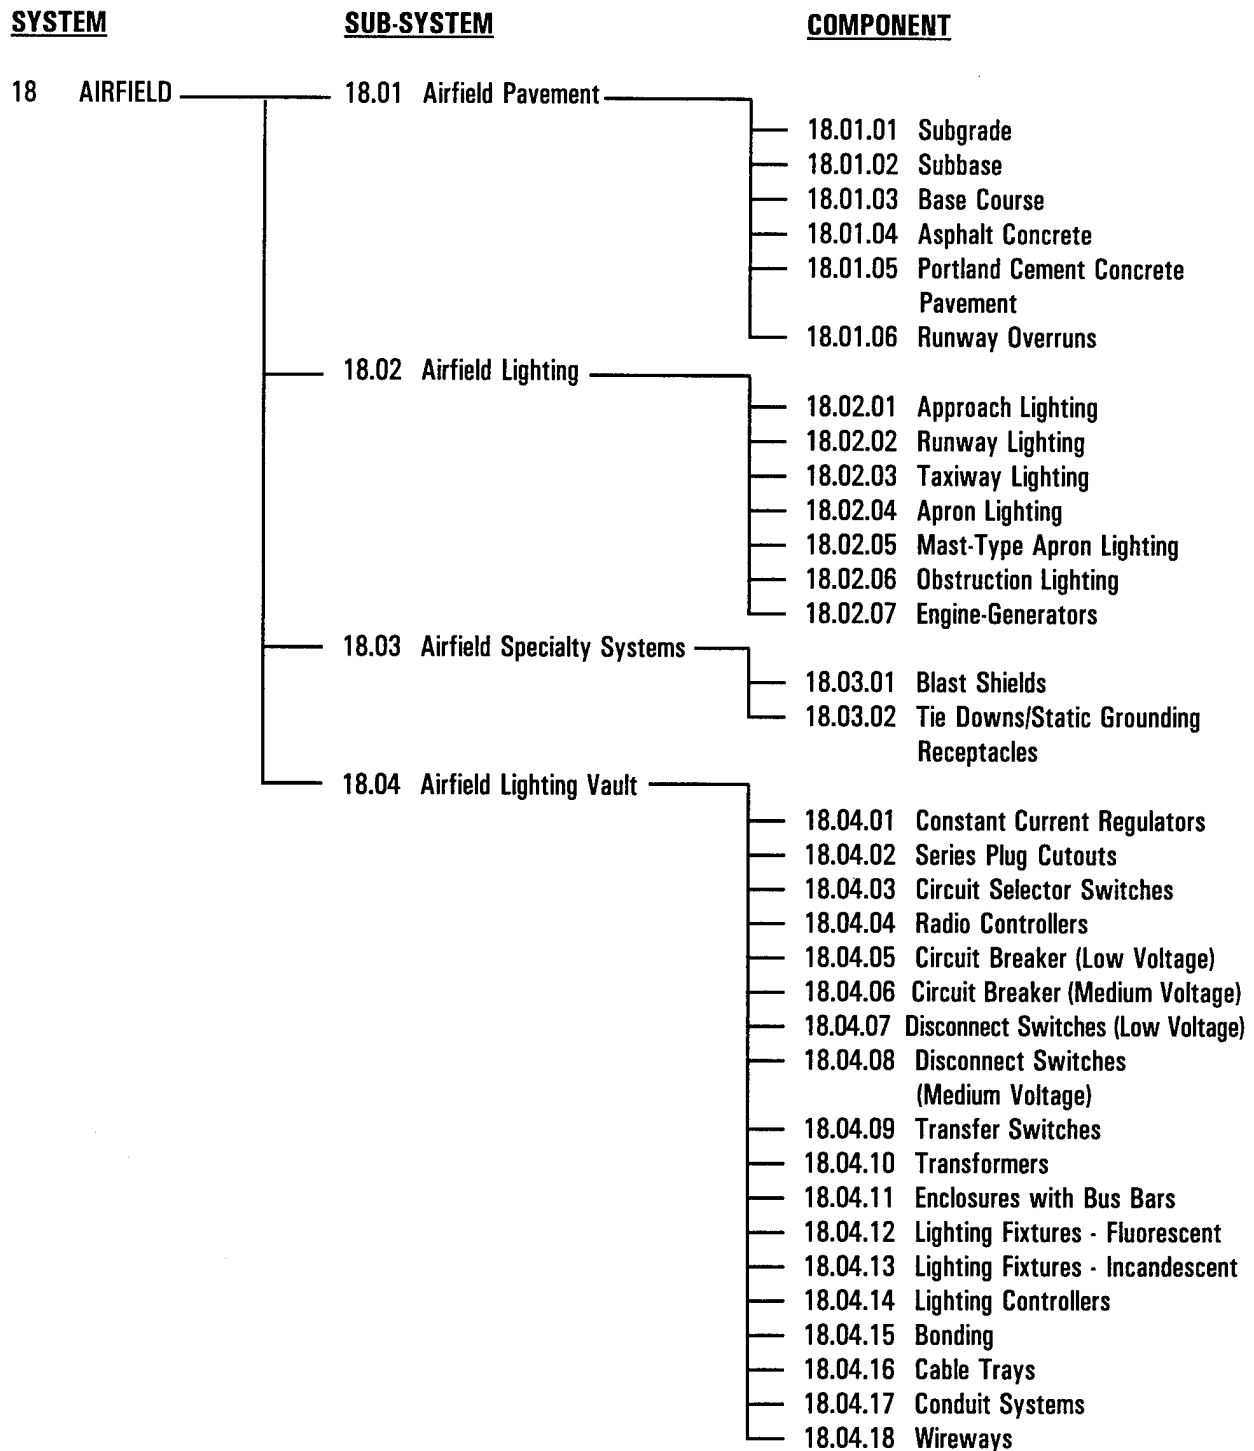 SYSTEM SUB-SYSTEM COMPONENT
18 AIRFIELD 18.01 Airfield Pavement
18.01.01 Subgrade
18.01.02 Subbase
18.01.03 Base Course
18.01.04 Asphalt Concrete
18.01.05 Portland Cement Concrete
Pavement
18.01.06 Runway Overruns
18.02 Airfield Lighting
18.02.01 Approach Lighting
18.02.02 Runway Lighting
18.02.03 Taxiway Lighting
18.02.04 Apron Lighting
18.02.05 Mast-Type Apron Lighting
18.02.06 Obstruction Lighting
18.02.07 Engine-Generators
18.03 Airfield Specialty Systems
18.03.01 Blast Shields
18.03.02 Tie Downs/Static Grounding
Receptacles
18.04 Airfield Lighting Vault
18.04.01 Constant Current Regulators
18.04.02 Series Plug Cutouts
18.04.03 Circuit Selector Switches
18.04.04 Radio Controllers
18.04.05 Circuit Breaker (Low Voltage)
18.04.06 Circuit Breaker (Medium Voltage)
18.04.07 Disconnect Switches (Low Voltage)
18.04.08 Disconnect Switches
(Medium Voltage)
18.04.09 Transfer Switches
18.04.10 Transformers
18.04.11 Enclosures with Bus Bars
18.04.12 Lighting Fixtures - Fluorescent
18.04.13 Lighting Fixtures - Incandescent
18.04.14 Lighting Controllers
18.04.15 Bonding
18.04.16 Cable Trays
18.04.17 Conduit Systems
18.04.18 Wireways